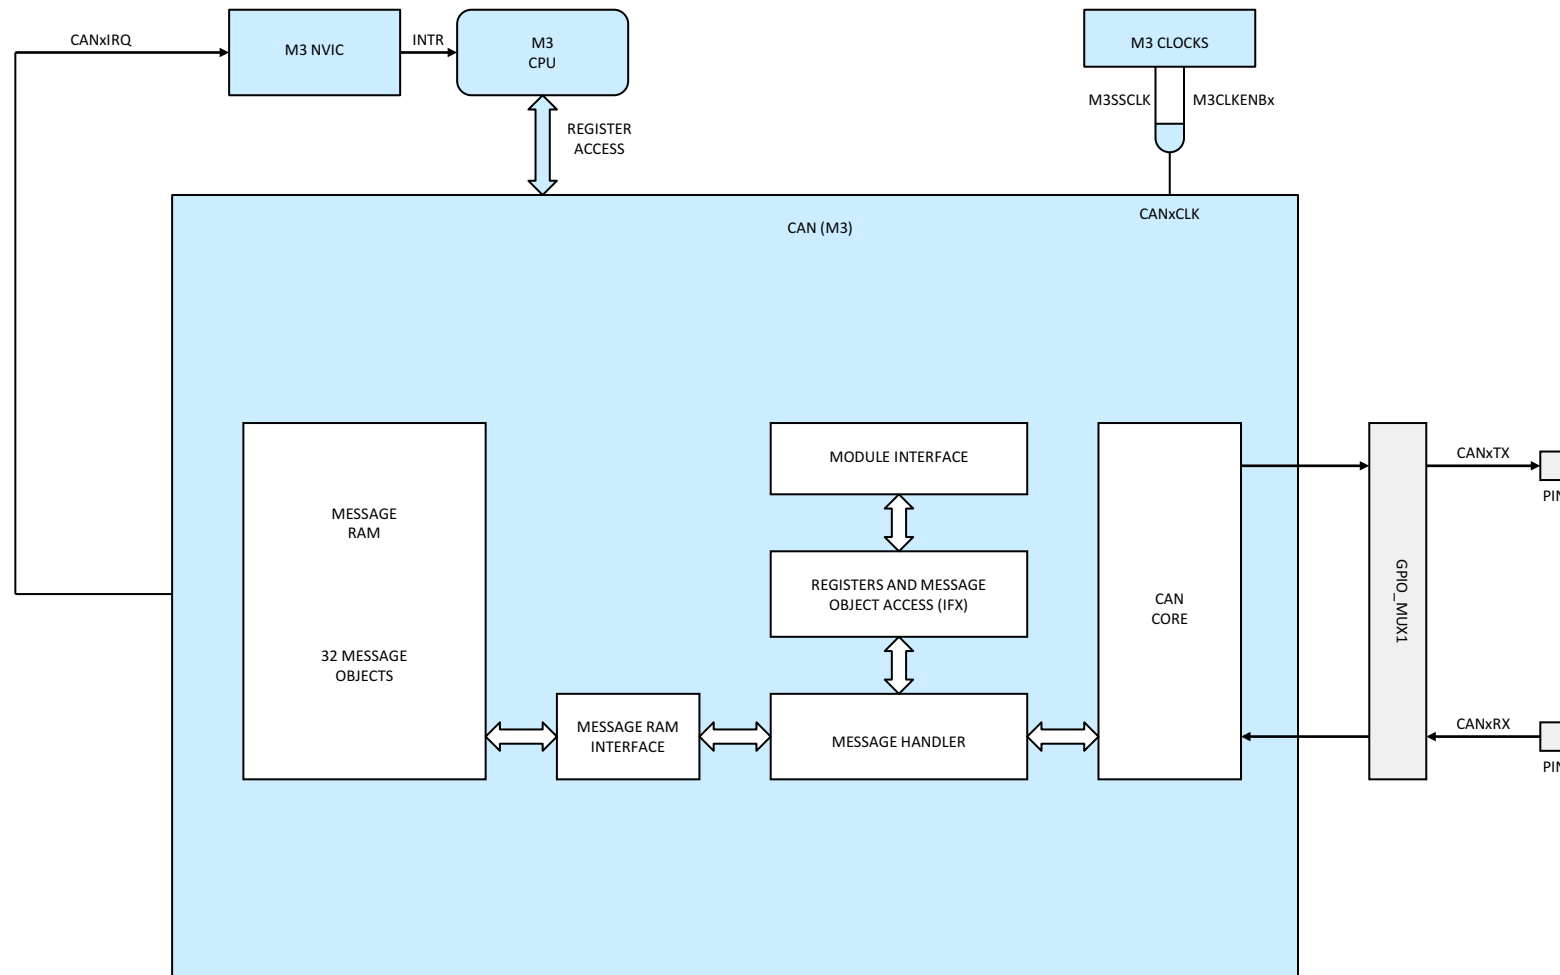 CANxIRQ
M3 NVIC
INTR
M3
CPU
M3 CLOCKS
M3SSCLK
M3CLKENBx
REGISTER
ACCESS
CANxCLK
CAN (M3)
MESSAGE
RAM
32 MESSAGE
OBJECTS
MESSAGE RAM
INTERFACE
MODULE INTERFACE
REGISTERS AND MESSAGE
OBJECT ACCESS (IFX)
MESSAGE HANDLER
CAN
CORE
GPIO_MUX1
CANxTX
PIN
CANxRX
PIN